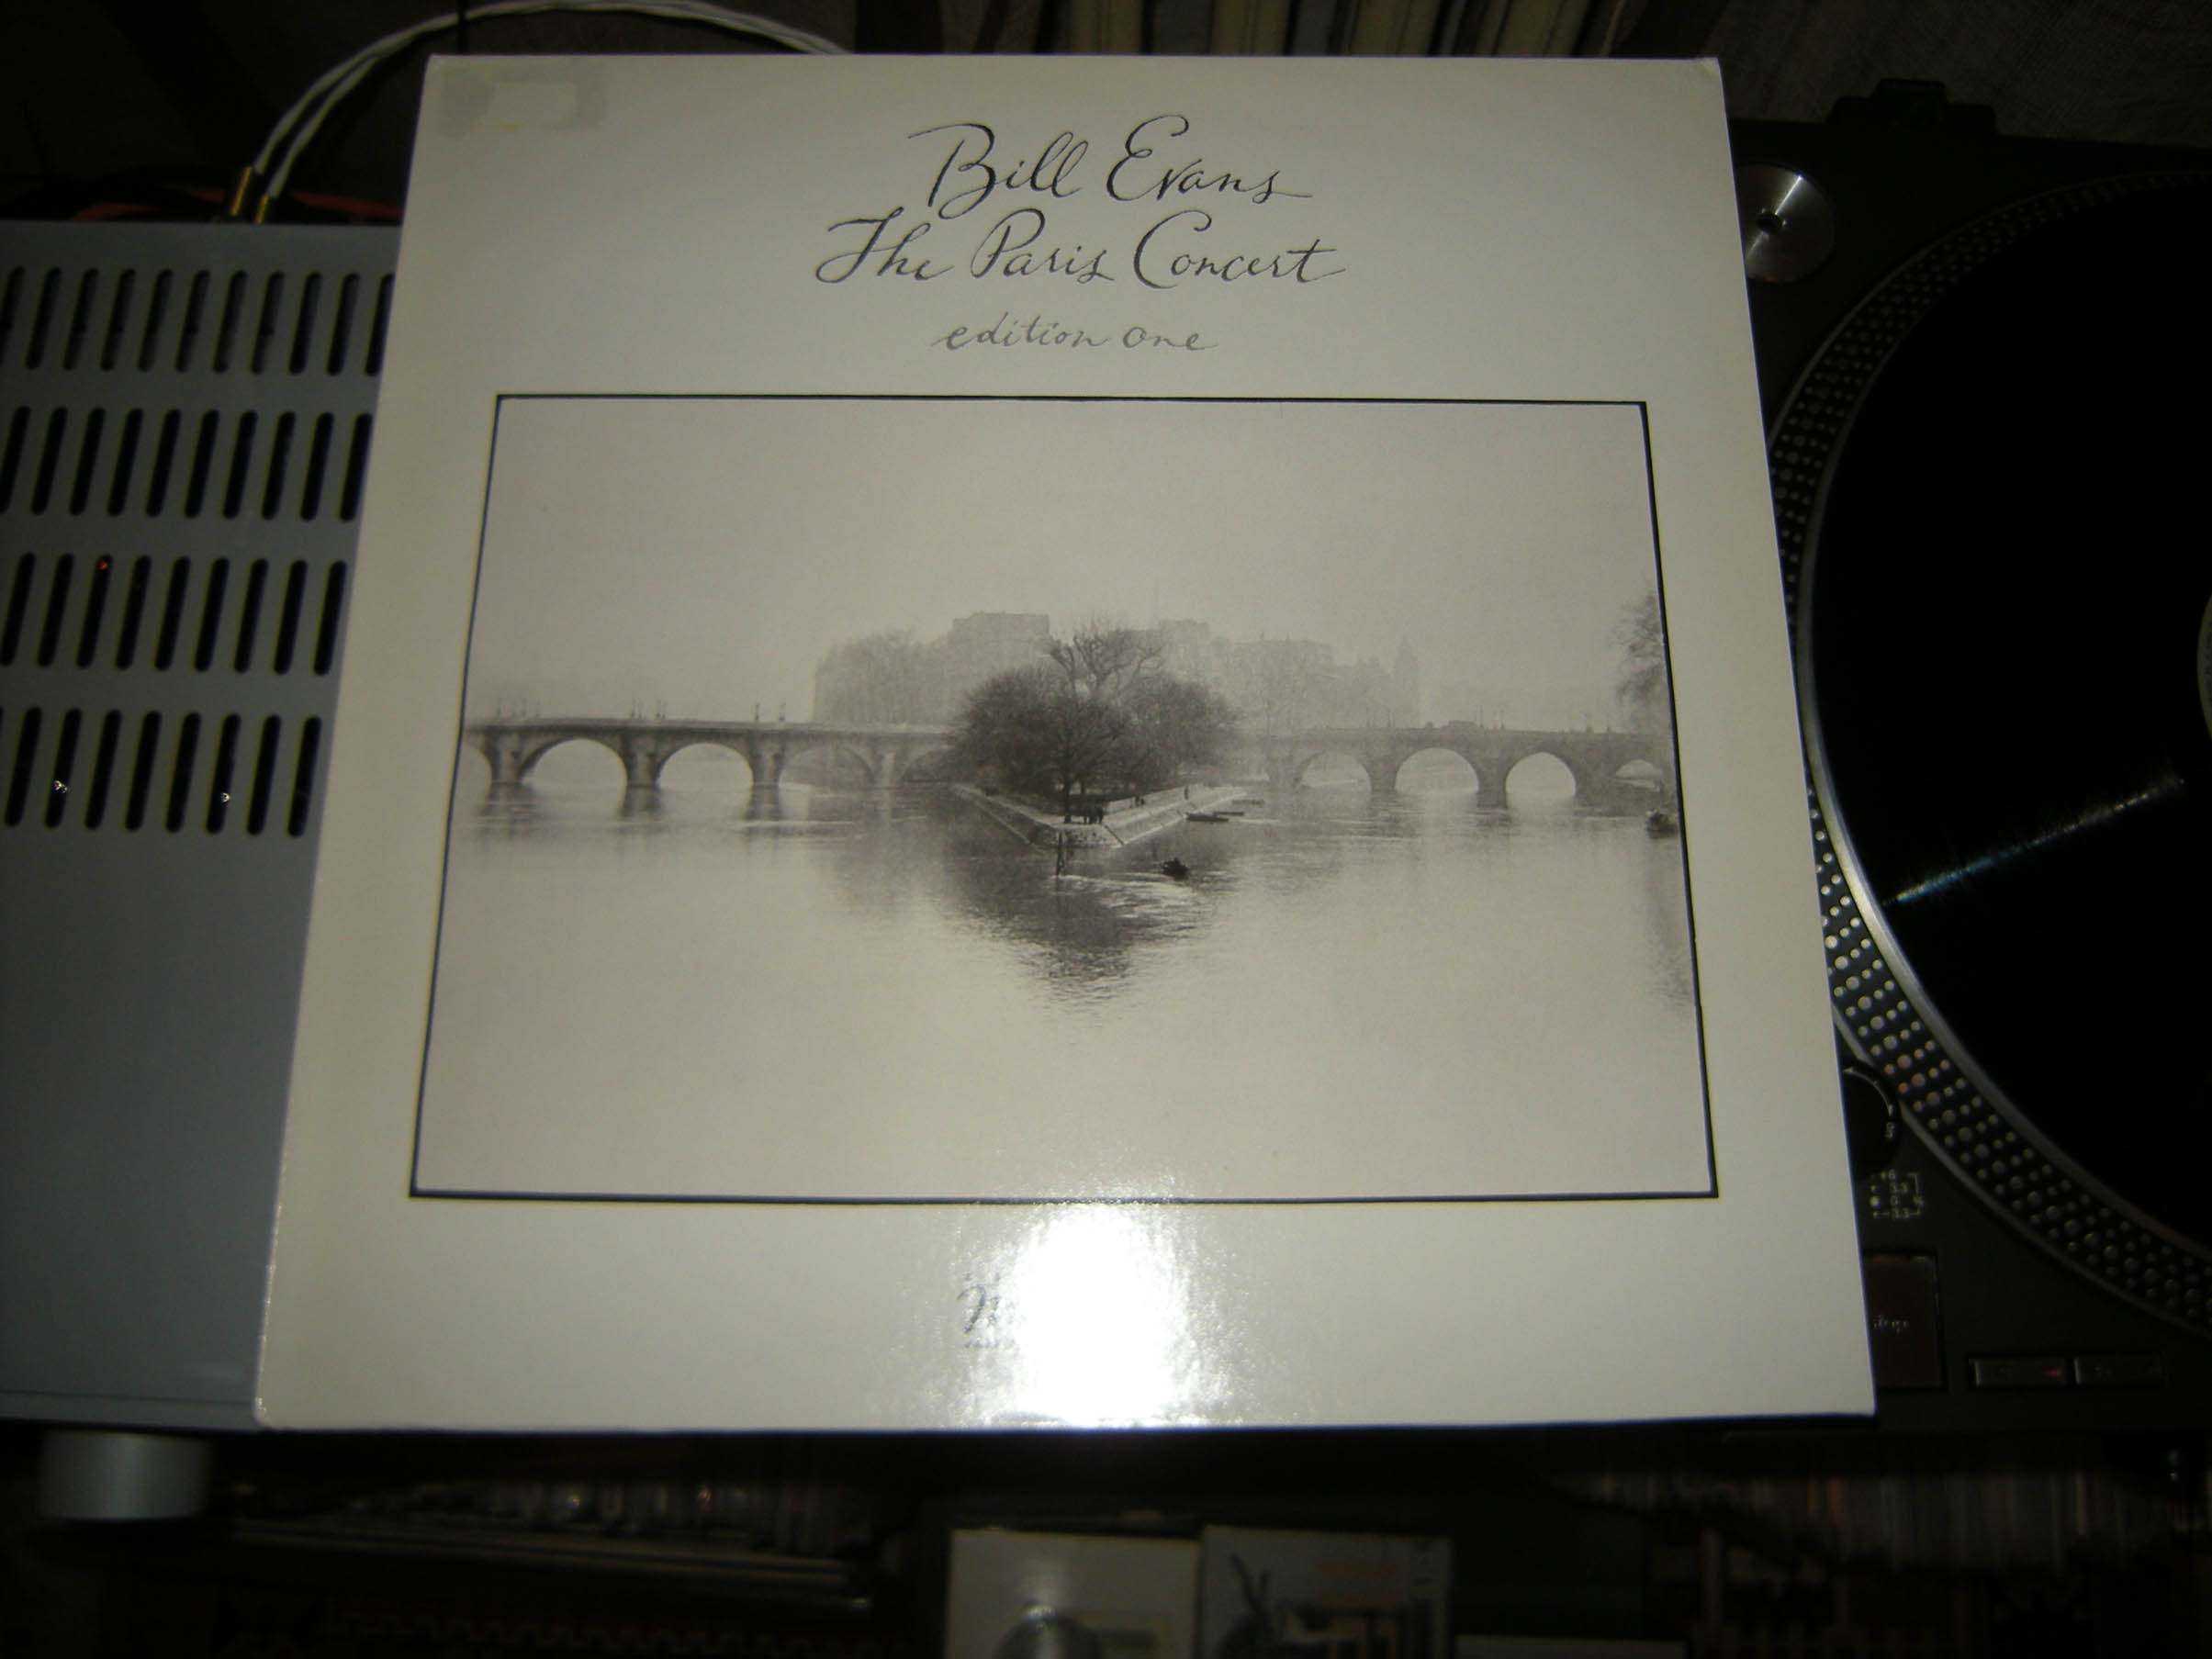 Bill Evans
The Paris Concert
edition one